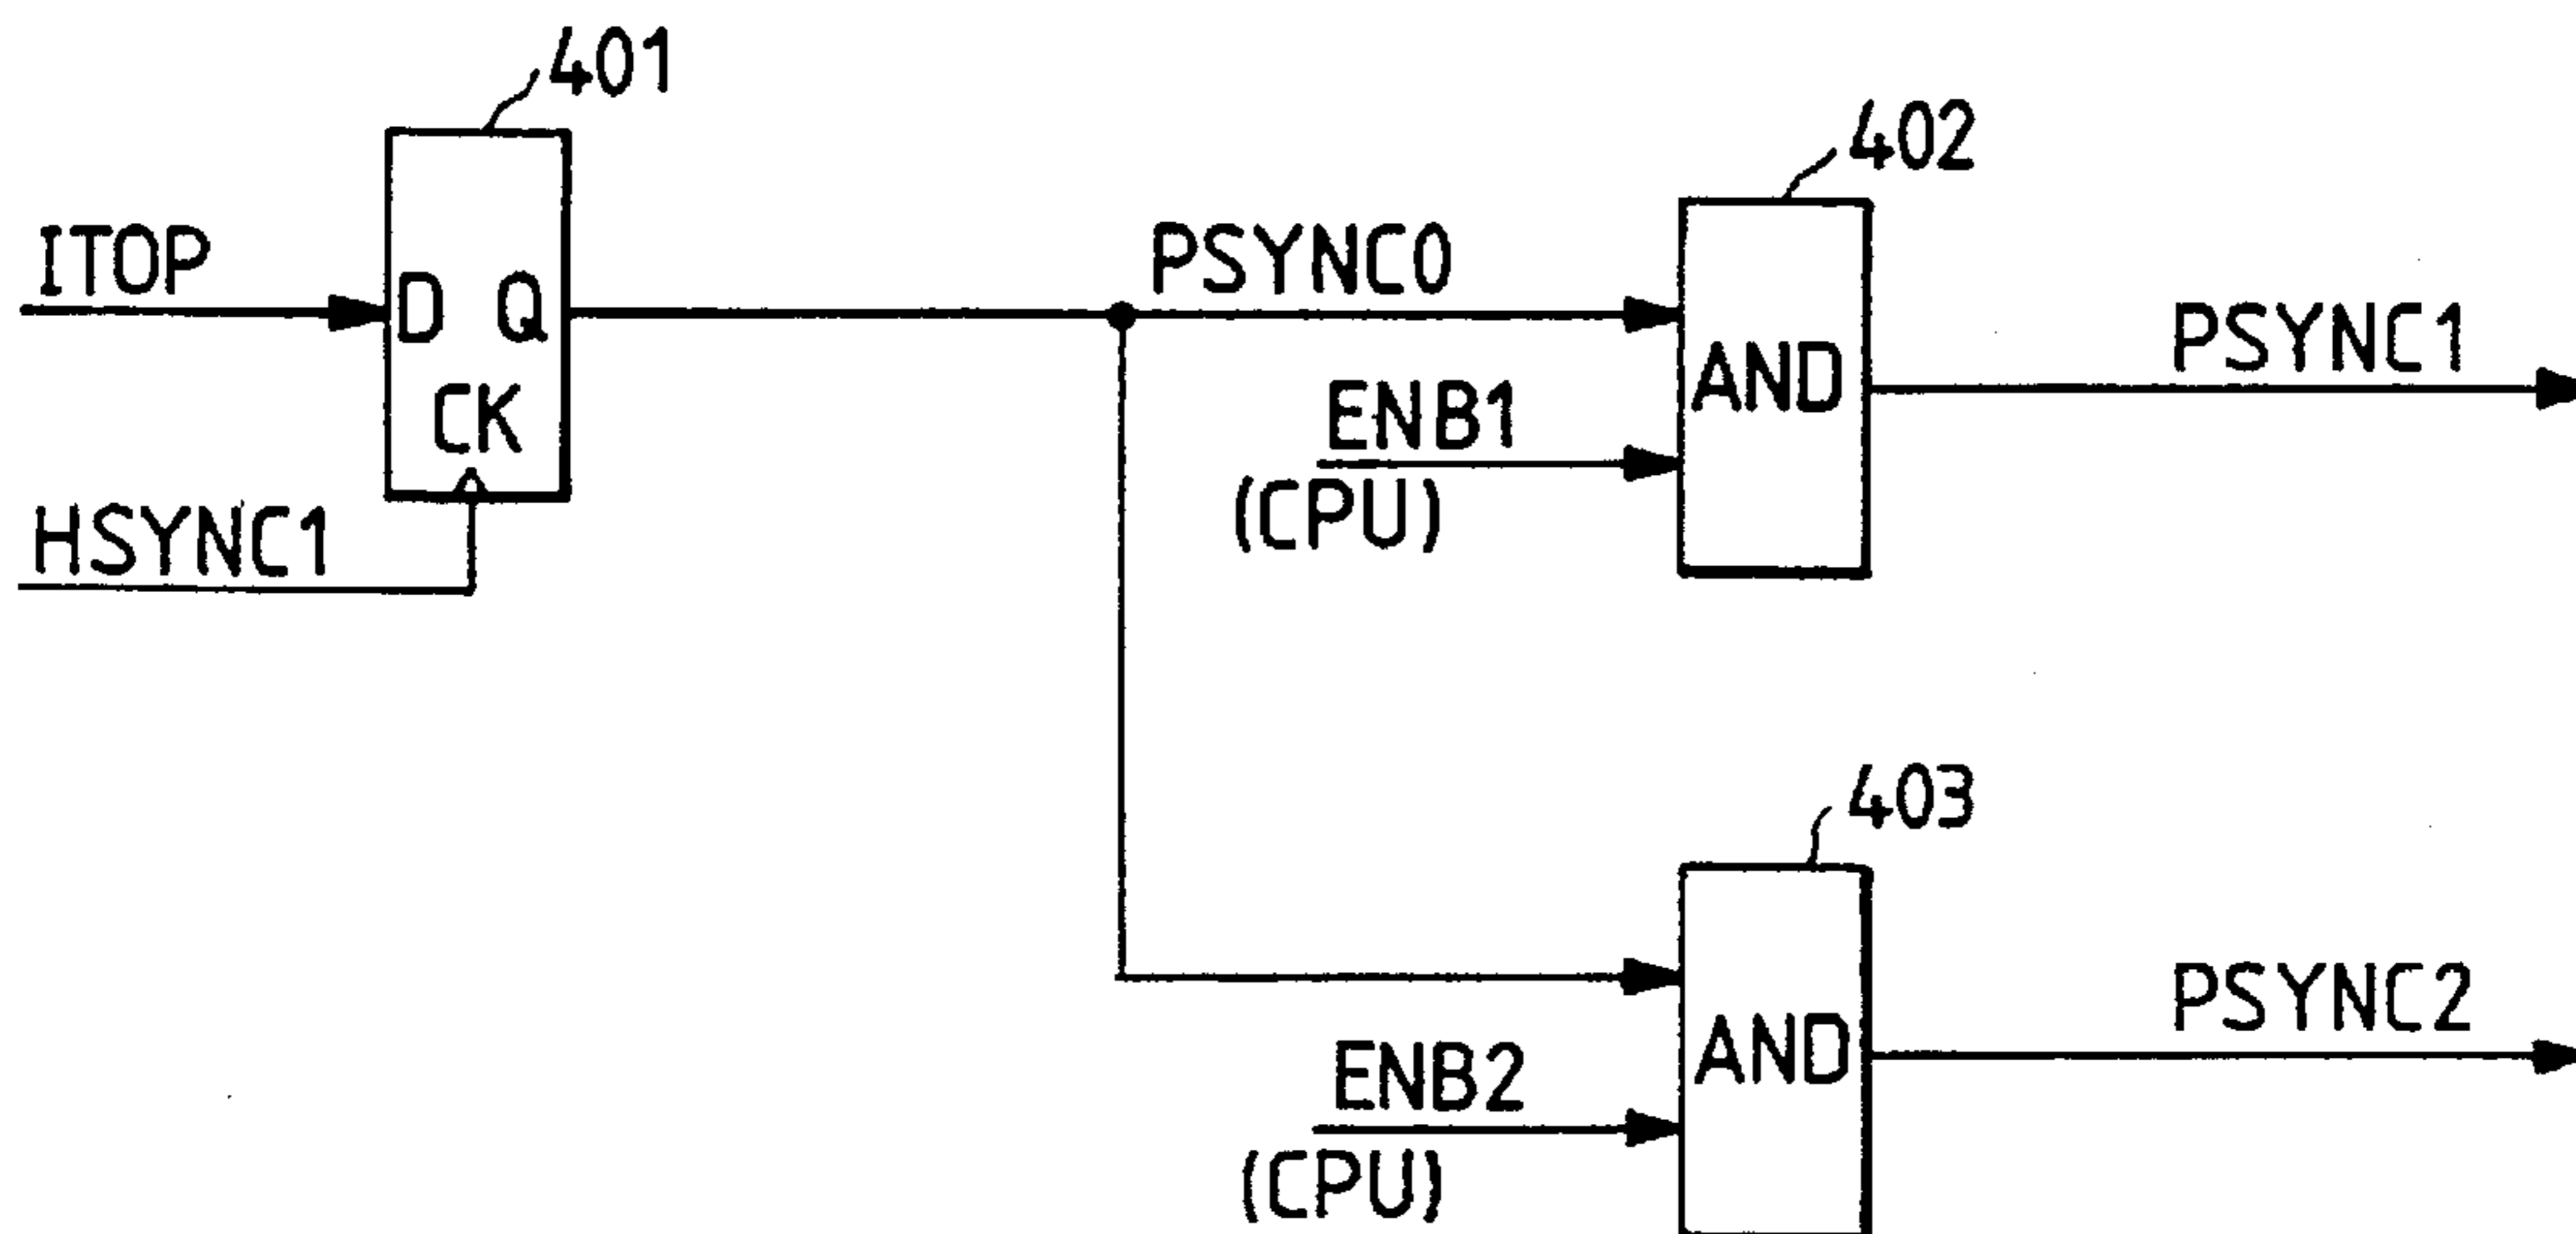 401
402
ITOP
PSYNC0
D Q
PSYNC1
AND
ENB1
CK
HSYNC1
(CPU)
403
PSYNC2
AND
ENB2
(CPU)